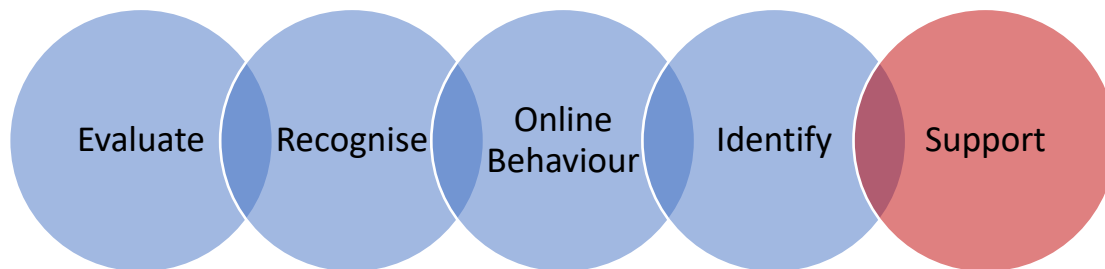 Evaluate
Recognise
Online
Behaviour
Identify
Support